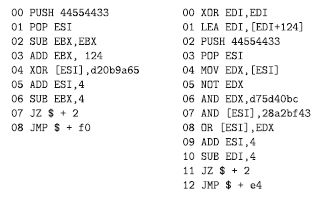 00 PUSH 44554433
01 POP ESI
02 SUB EBX,EBX
03 ADD EBX, 124
04 XOR [ESI],d20b9a65
05 ADD ESI,4
06 SUB EBX,4
07 JZ $ + 2
08 JMP $ + f0
00 XOR EDI,EDI
01 LEA EDI,[EDI+124]
02 PUSH 44554433
03 POP ESI
04 MOV EDX,[ESI]
05 NOT EDX
06 AND EDX,d75d40bc
07 AND [ESI],28a2bf43
08 OR [ESI],EDX
09 ADD ESI,4
10 SUB EDI,4
11 JZ $ + 2
12 JMP $ + e4